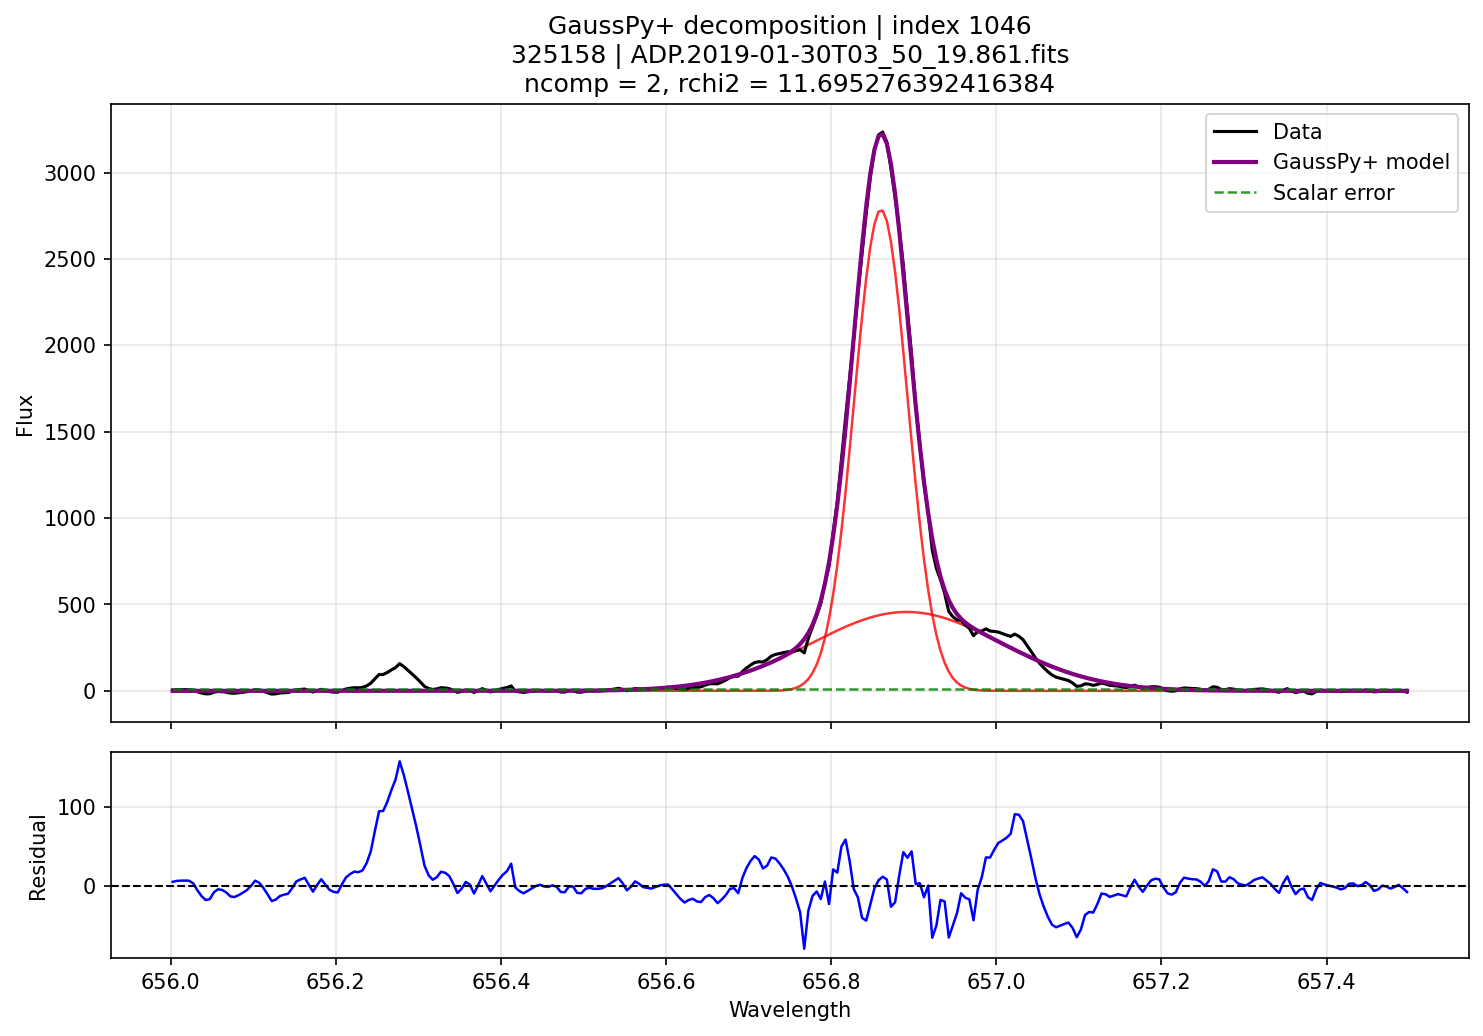 GaussPy+ decomposition | index 1046
325158 | ADP.2019-01-30T03_50_19.861.fits
ncomp = 2, rchi2 = 11.695276392416384
Data
GaussPy+ model
Scalar error
3000
2500
2000
1500
1000
500
0
Flux
100
0
Residual
656.0 656.2 656.4 656.6 656.8 657.0 657.2 657.4
Wavelength